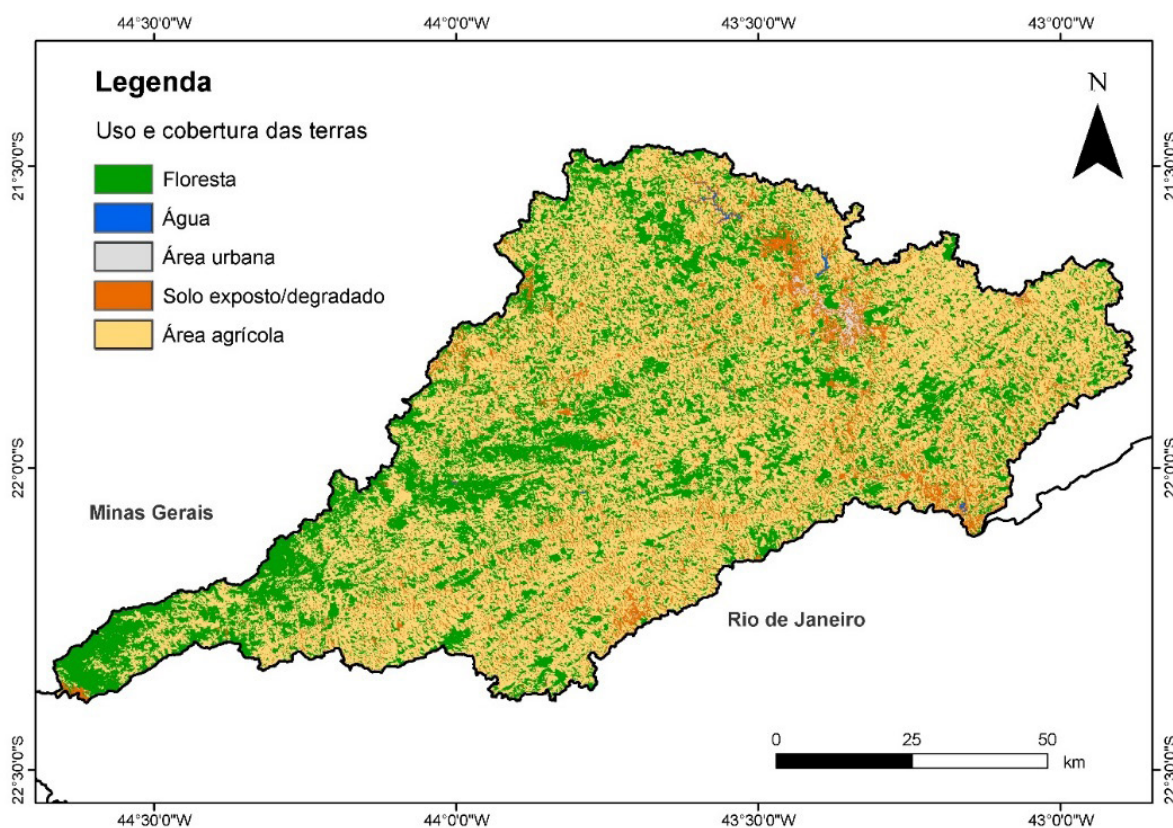 44°30'0"W 44°0'0"W 43°30'0"W 43°0'0"W
Legenda
Uso e cobertura das terras
Floresta
Água
Área urbana
Solo exposto/degradado
Área agrícola
N
21°30'0"S
21°30'0"S
22°0'0"S
22°0'0"S
Minas Gerais
Rio de Janeiro
0 25 50
km
22°30'0"S
22°30'0"S
44°30'0"W 44°0'0"W 43°30'0"W 43°0'0"W